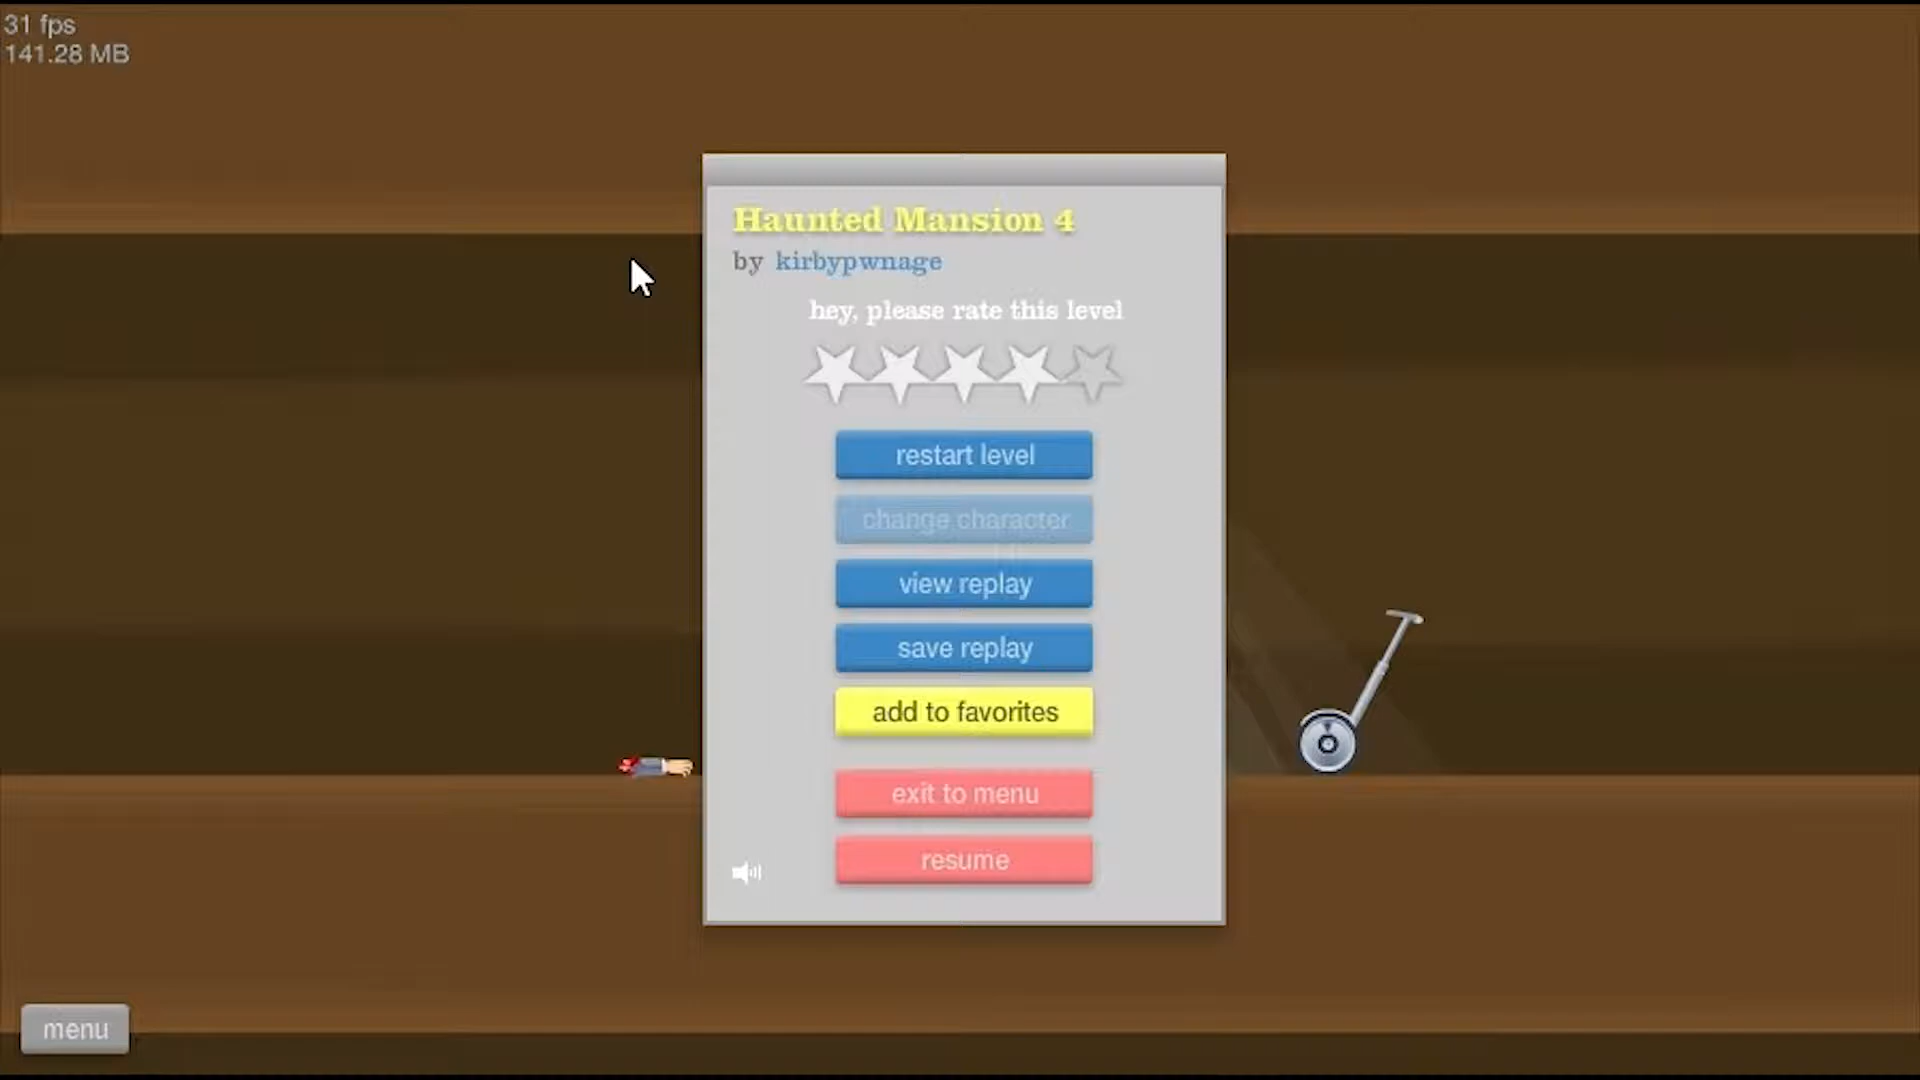 31 fps
141.28 MB
Haunted Mansion 4
by kirbypwnage
hey, please rate this level
restart level
change character
view replay
save replay
add to favorites
exit to menu
resume
menu